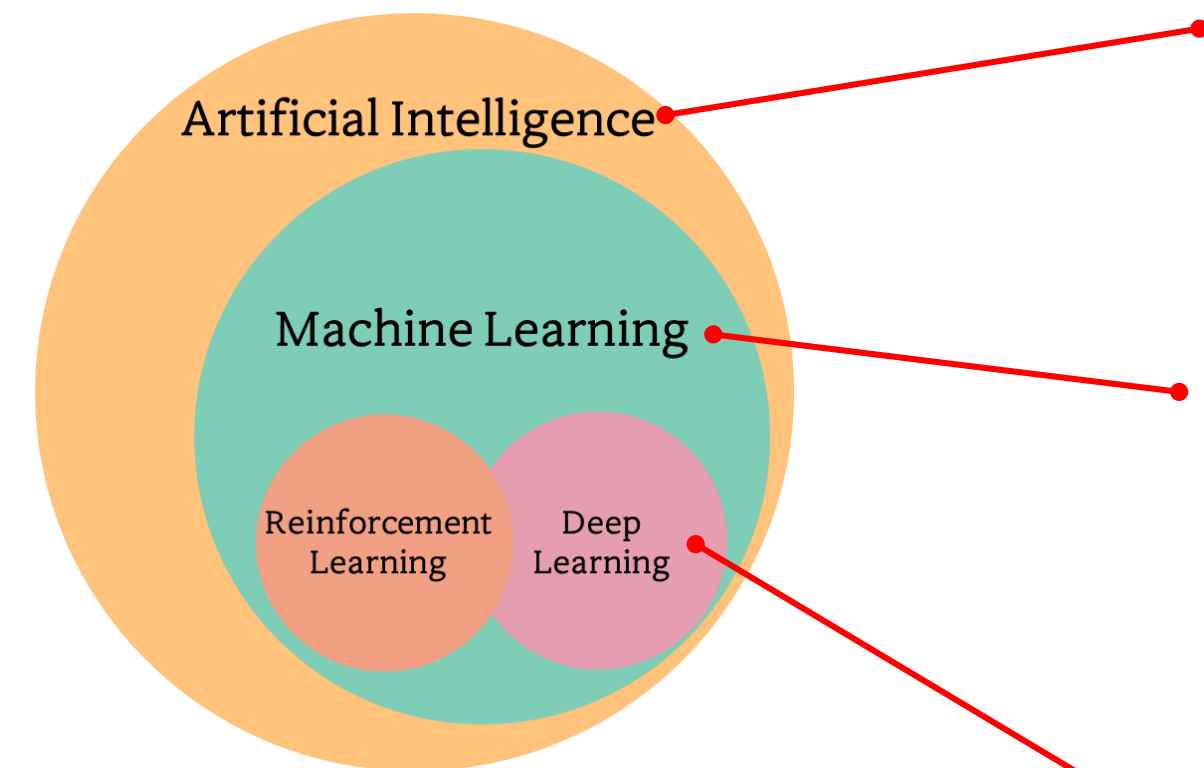 Artificial Intelligence
Machine Learning
Reinforcement
Learning
Deep
Learning